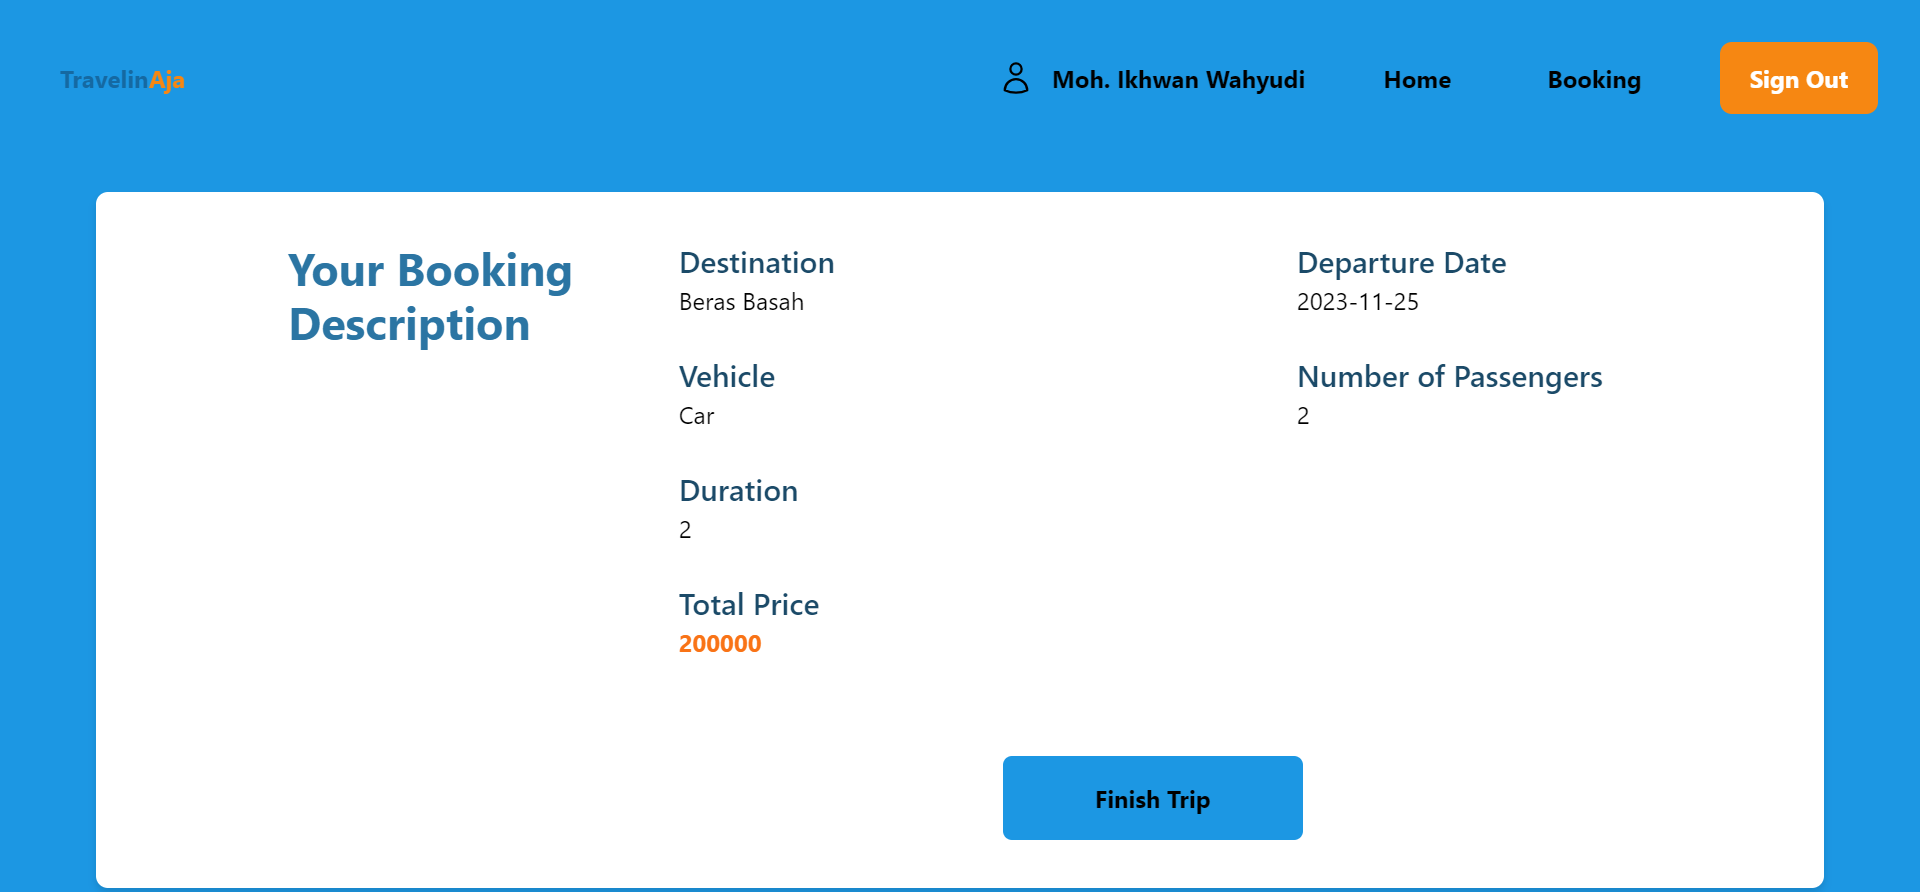 TravelinAja
Moh. Ikhwan Wahyudi
Home
Booking
Sign Out
Your Booking
Description
Destination
Beras Basah
Departure Date
2023-11-25
Vehicle
Car
Number of Passengers
2
Duration
2
Total Price
200000
Finish Trip